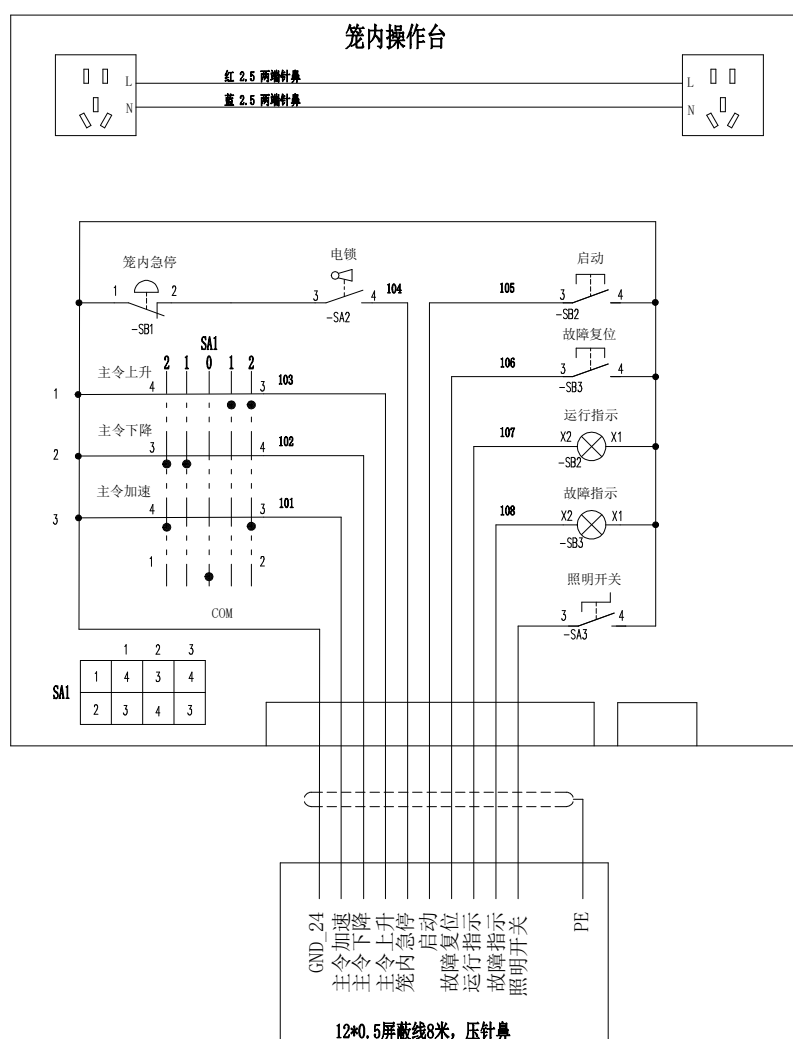 笼内操作台
L 红 2.5 两端针鼻 L
N 蓝 2.5 两端针鼻 N
笼内急停 电锁 启动
1 2 3 4 104 105 3 4
-SB1 -SA2 -SB2
SA1 故障复位
主令上升 2 1 0 1 2 106 3 4
1 4 3 103 -SB3
运行指示
主令下降 107 X2 X1
2 3 4 102 -SB2
主令加速 故障指示
3 4 3 101 108 X2 X1
-SB3
1 2 照明开关
COM 3 4
-SA3
1 2 3
SA1 1 4 3 4
2 3 4 3
GND_24
主令加速
主令下降
主令上升
笼内急停
启动
故障复位
运行指示
故障指示
照明开关
PE
12*0.5屏蔽线8米，压针鼻